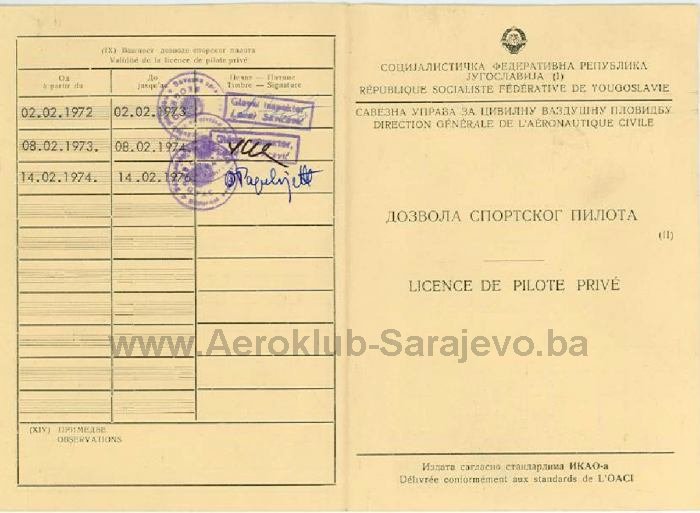 (IX) Важност дозволе спорског пилота
Validité de la licence de pilote privé
Од
à partir du
До
jusqu'au
Печат — Потпис
Timbre — Signature
02.02.1972 02.02.1973.
Glavni inspektor,
08.02.1973. 08.02.1974.
14.02.1974. 14.02.1976.
(XIV) ПРИМЕДБЕ
OBSERVATIONS
СОЦИЈАЛИСТИЧКА ФЕДЕРАТИВНА РЕПУБЛИКА
ЈУГОСЛАВИЈА (I)
RÉPUBLIQUE SOCIALISTE FÉDÉRATIVE DE YOUGOSLAVIE
САВЕЗНА УПРАВА ЗА ЦИВИЛНУ ВАЗДУШНУ ПЛОВИДБУ
DIRECTION GÉNÉRALE DE L'AÉRONAUTIQUE CIVILE
ДОЗВОЛА СПОРТСКОГ ПИЛОТА
(II)
LICENCE DE PILOTE PRIVÉ
www.Aeroklub-Sarajevo.ba
Издата сагласно стандардима ИКАО-а
Délivrée conformément aux standards de l'OACI